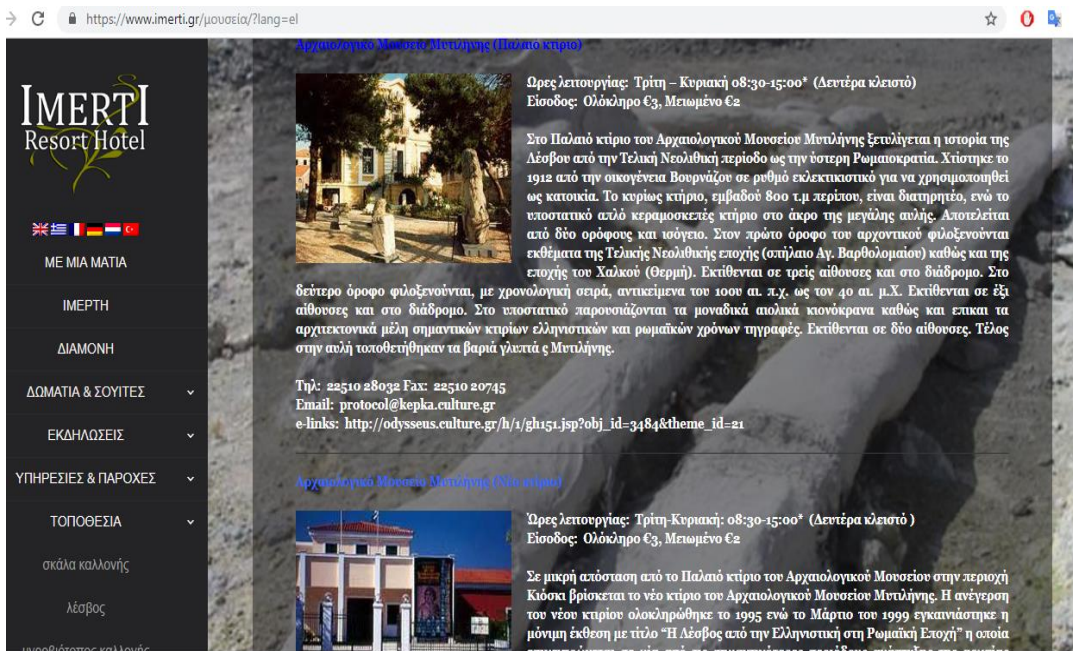 https://www.imerti.gr/μουσεία/?lang=el
IMERTI
Resort Hotel
ΜΕ ΜΙΑ ΜΑΤΙΑ
ΙΜΕΡΤΗ
ΔΙΑΜΟΝΗ
ΔΩΜΑΤΙΑ & ΣΟΥΙΤΕΣ
ΕΚΔΗΛΩΣΕΙΣ
ΥΠΗΡΕΣΙΕΣ & ΠΑΡΟΧΕΣ
ΤΟΠΟΘΕΣΙΑ
σκάλα καλλονής
λέσβος
υγροβιότοπος καλλονής
Αρχαιολογικό Μουσείο Μυτιλήνης (Παλαιό κτίριο)
Ώρες λειτουργίας: Τρίτη – Κυριακή 08:30-15:00* (Δευτέρα κλειστό)
Είσοδος: Ολόκληρο €3, Μειωμένο €2
Στο Παλαιό κτίριο του Αρχαιολογικού Μουσείου Μυτιλήνης ξετυλίγεται η ιστορία της
Λέσβου από την Τελική Νεολιθική περίοδο ως την ύστερη Ρωμαιοκρατία. Χτίστηκε το
1912 από την οικογένεια Βουρνάζου σε ρυθμό εκλεκτικιστικό για να χρησιμοποιηθεί
ως κατοικία. Το κυρίως κτήριο, εμβαδού 800 τ.μ περίπου, είναι διατηρητέο, ενώ το
υποστατικό απλό κεραμοσκεπές κτήριο στο άκρο της μεγάλης αυλής. Αποτελείται
από δύο ορόφους και ισόγειο. Στον πρώτο όροφο του αρχοντικού φιλοξενούνται
εκθέματα της Τελικής Νεολιθικής εποχής (σπήλαιο Αγ. Βαρθολομαίου) καθώς και της
εποχής του Χαλκού (Θερμή). Εκτίθενται σε τρείς αίθουσες και στο διάδρομο. Στο
δεύτερο όροφο φιλοξενούνται, με χρονολογική σειρά, αντικείμενα του 10ου αι. π.χ. ως τον 4ο αι. μ.Χ. Εκτίθενται σε έξι
αίθουσες και στο διάδρομο. Στο υποστατικό παρουσιάζονται τα μοναδικά αιολικά κιονόκρανα καθώς και επικαι τα
αρχιτεκτονικά μέλη σημαντικών κτιρίων ελληνιστικών και ρωμαϊκών χρόνων τηγραφές. Εκτίθενται σε δύο αίθουσες. Τέλος
στην αυλή τοποθετήθηκαν τα βαριά γλυπτά ς Μυτιλήνης.
Τηλ: 22510 28032 Fax: 22510 20745
Email: protocol@kepka.culture.gr
e-links: http://odysseus.culture.gr/h/1/gh151.jsp?obj_id=3484&theme_id=21
Αρχαιολογικό Μουσείο Μυτιλήνης (Νέο κτίριο)
Ώρες λειτουργίας: Τρίτη-Κυριακή: 08:30-15:00* (Δευτέρα κλειστό )
Είσοδος: Ολόκληρο €3, Μειωμένο €2
Σε μικρή απόσταση από το Παλαιό κτίριο του Αρχαιολογικού Μουσείου στην περιοχή
Κιόσκι βρίσκεται το νέο κτίριο του Αρχαιολογικού Μουσείου Μυτιλήνης. Η ανέγερση
του νέου κτιρίου ολοκληρώθηκε το 1995 ενώ το Μάρτιο του 1999 εγκαινιάστηκε η
μόνιμη έκθεση με τίτλο "Η Λέσβος από την Ελληνιστική στη Ρωμαϊκή Εποχή" η οποία